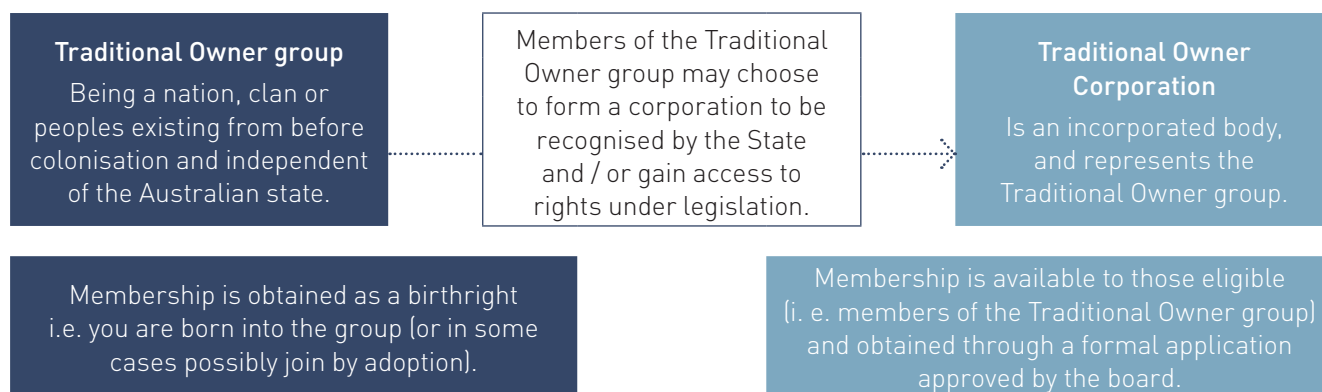 Traditional Owner group
Being a nation, clan or
peoples existing from before
colonisation and independent
of the Australian state.
Members of the Traditional
Owner group may choose
to form a corporation to be
recognised by the State
and / or gain access to
rights under legislation.
Traditional Owner
Corporation
Is an incorporated body,
and represents the
Traditional Owner group.
Membership is obtained as a birthright
i.e. you are born into the group (or in some
cases possibly join by adoption).
Membership is available to those eligible
(i. e. members of the Traditional Owner group)
and obtained through a formal application
approved by the board.